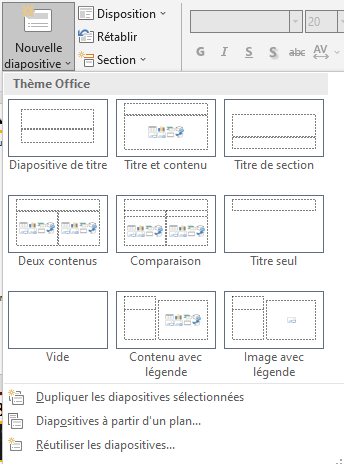 Nouvelle
diapositive
Disposition
Rétablir
Section
20
G I S S abc AV
Thème Office
Diapositive de titre
Titre et contenu
Titre de section
Deux contenus
Comparaison
Titre seul
Vide
Contenu avec
légende
Image avec
légende
Dupliquer les diapositives sélectionnées
Diapositives à partir d'un plan...
Réutiliser les diapositives...